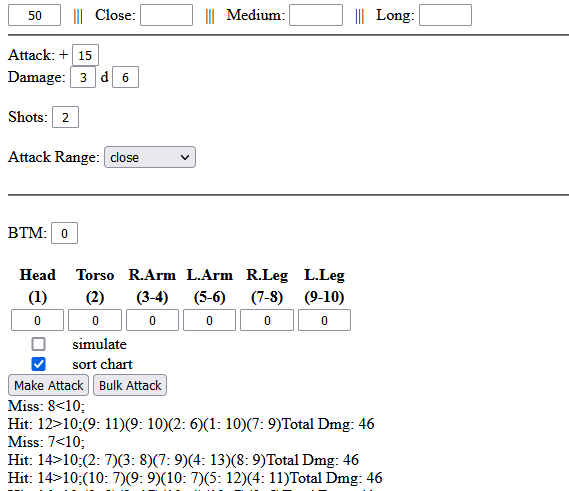 50 ||| Close: ||| Medium: ||| Long:
Attack: + 15
Damage: 3 d 6
Shots: 2
Attack Range: close
BTM: 0
Head Torso R.Arm L.Arm R.Leg L.Leg
(1) (2) (3-4) (5-6) (7-8) (9-10)
0 0 0 0 0 0
simulate
sort chart
Make Attack Bulk Attack
Miss: 8<10;
Hit: 12>10;(9: 11)(9: 10)(2: 6)(1: 10)(7: 9)Total Dmg: 46
Miss: 7<10;
Hit: 14>10;(2: 7)(3: 8)(7: 9)(4: 13)(8: 9)Total Dmg: 46
Hit: 14>10;(10: 7)(9: 9)(10: 7)(5: 12)(4: 11)Total Dmg: 46